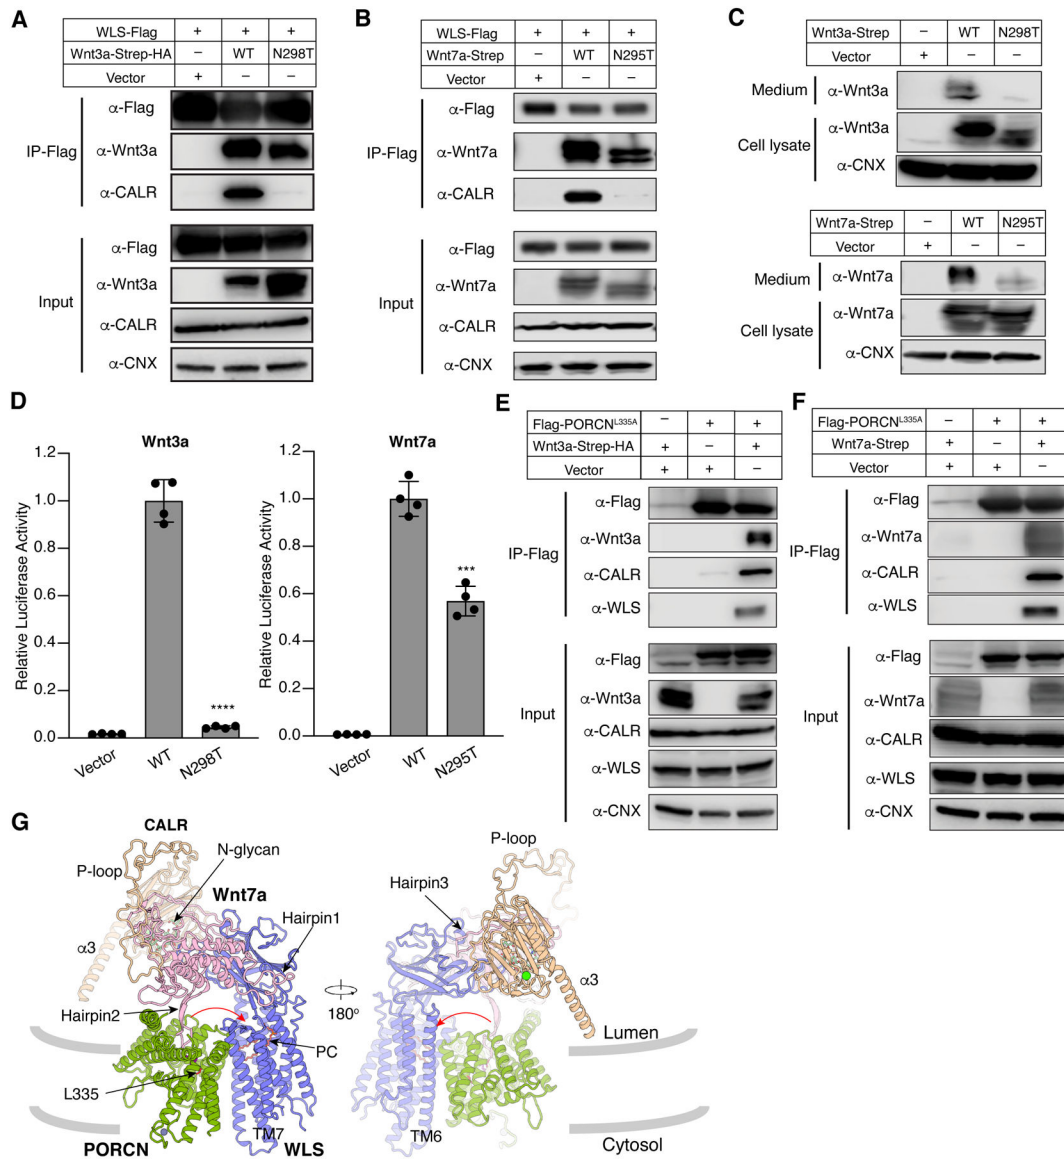 A
WLS-Flag + + +
Wnt3a-Strep-HA – WT N298T
Vector + – –
IP-Flag
α-Flag
α-Wnt3a
α-CALR
Input
α-Flag
α-Wnt3a
α-CALR
α-CNX
B
WLS-Flag + + +
Wnt7a-Strep – WT N295T
Vector + – –
IP-Flag
α-Flag
α-Wnt7a
α-CALR
Input
α-Flag
α-Wnt7a
α-CALR
α-CNX
C
Wnt3a-Strep – WT N298T
Vector + – –
Medium α-Wnt3a
Cell lysate
α-Wnt3a
α-CNX
Wnt7a-Strep – WT N295T
Vector + – –
Medium α-Wnt7a
Cell lysate
α-Wnt7a
α-CNX
D
Wnt3a
Relative Luciferase Activity
1.2
1.0
0.8
0.6
0.4
0.2
0.0
****
Vector WT N298T
Wnt7a
Relative Luciferase Activity
1.2
1.0
0.8
0.6
0.4
0.2
0.0
***
Vector WT N295T
E
Flag-PORCN^L335A – + +
Wnt3a-Strep-HA + – +
Vector + + –
IP-Flag
α-Flag
α-Wnt3a
α-CALR
α-WLS
Input
α-Flag
α-Wnt3a
α-CALR
α-WLS
α-CNX
F
Flag-PORCN^L335A – + +
Wnt7a-Strep + – +
Vector + + –
IP-Flag
α-Flag
α-Wnt7a
α-CALR
α-WLS
Input
α-Flag
α-Wnt7a
α-CALR
α-WLS
α-CNX
G
CALR
N-glycan
P-loop
Wnt7a
Hairpin1
α3
Hairpin2
L335
PORCN
TM7
WLS
PC
180°
P-loop
Hairpin3
α3
Lumen
TM6
Cytosol